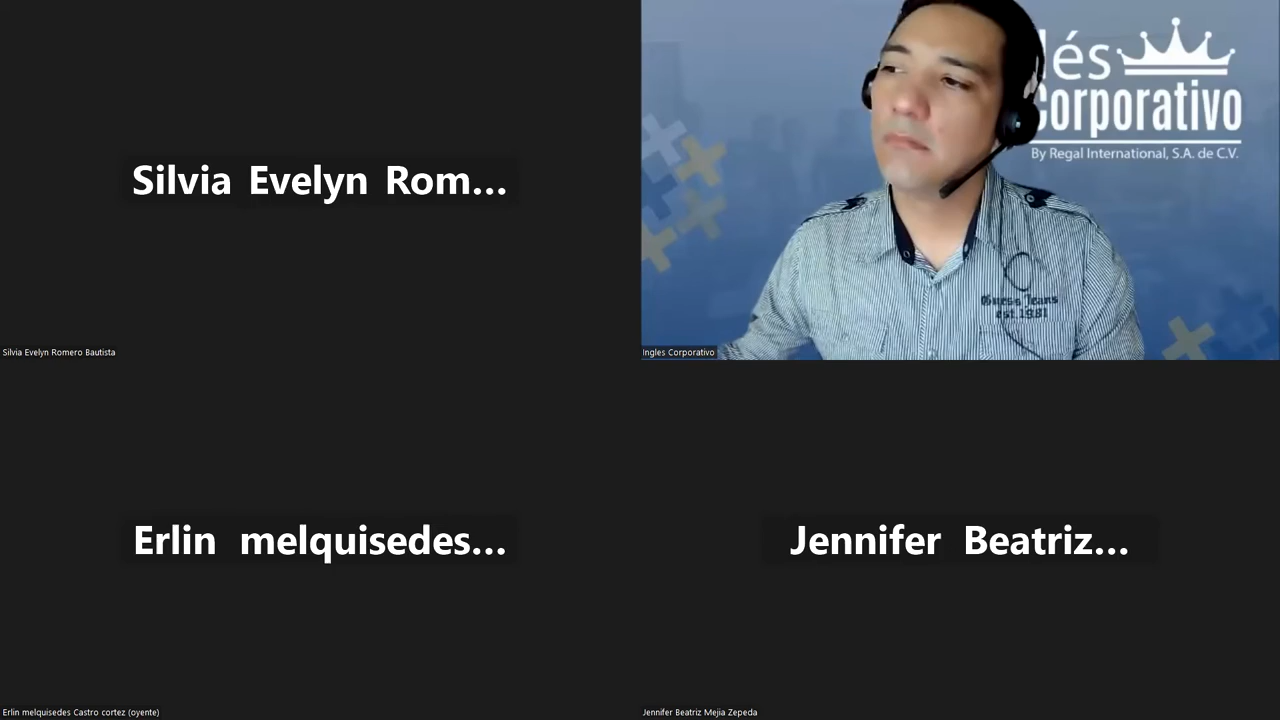 Silvia Evelyn Rom...
Silvia Evelyn Romero Bautista
lés
Corporativo
By Regal International, S.A. de C.V.
Guess Jeans
est.1981
Ingles Corporativo
Erlin melquisedes...
Erlin melquisedes Castro cortez (oyente)
Jennifer Beatriz...
Jennifer Beatriz Mejia Zepeda